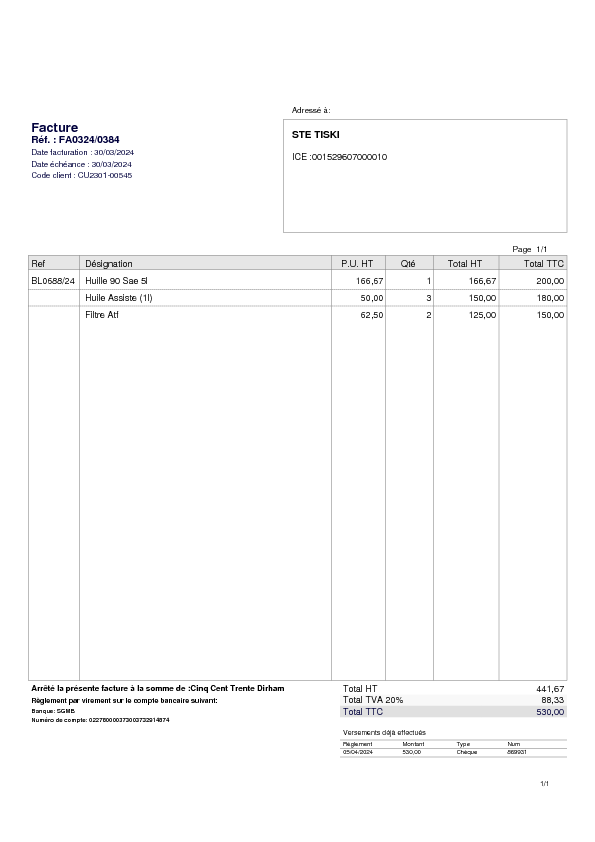 Adressé à:
Facture
Réf. : FA0324/0384
Date facturation : 30/03/2024
Date échéance : 30/03/2024
Code client : CU2301-00545
STE TISKI
ICE :001529607000010
Page 1/1
Ref Désignation P.U. HT Qté Total HT Total TTC
BL0588/24 Huille 90 Sae 5l 166,67 1 166,67 200,00
Huile Assiste (1l) 50,00 3 150,00 180,00
Filtre Atf 62,50 2 125,00 150,00
Arrêté la présente facture à la somme de :Cinq Cent Trente Dirham
Règlement par virement sur le compte bancaire suivant:
Banque: SGMB
Numéro de compte:
Total HT 441,67
Total TVA 20% 88,33
Total TTC 530,00
Versements déjà effectués
Règlement Montant Type Num
05/04/2024 530,00 Chèque 869931
1/1